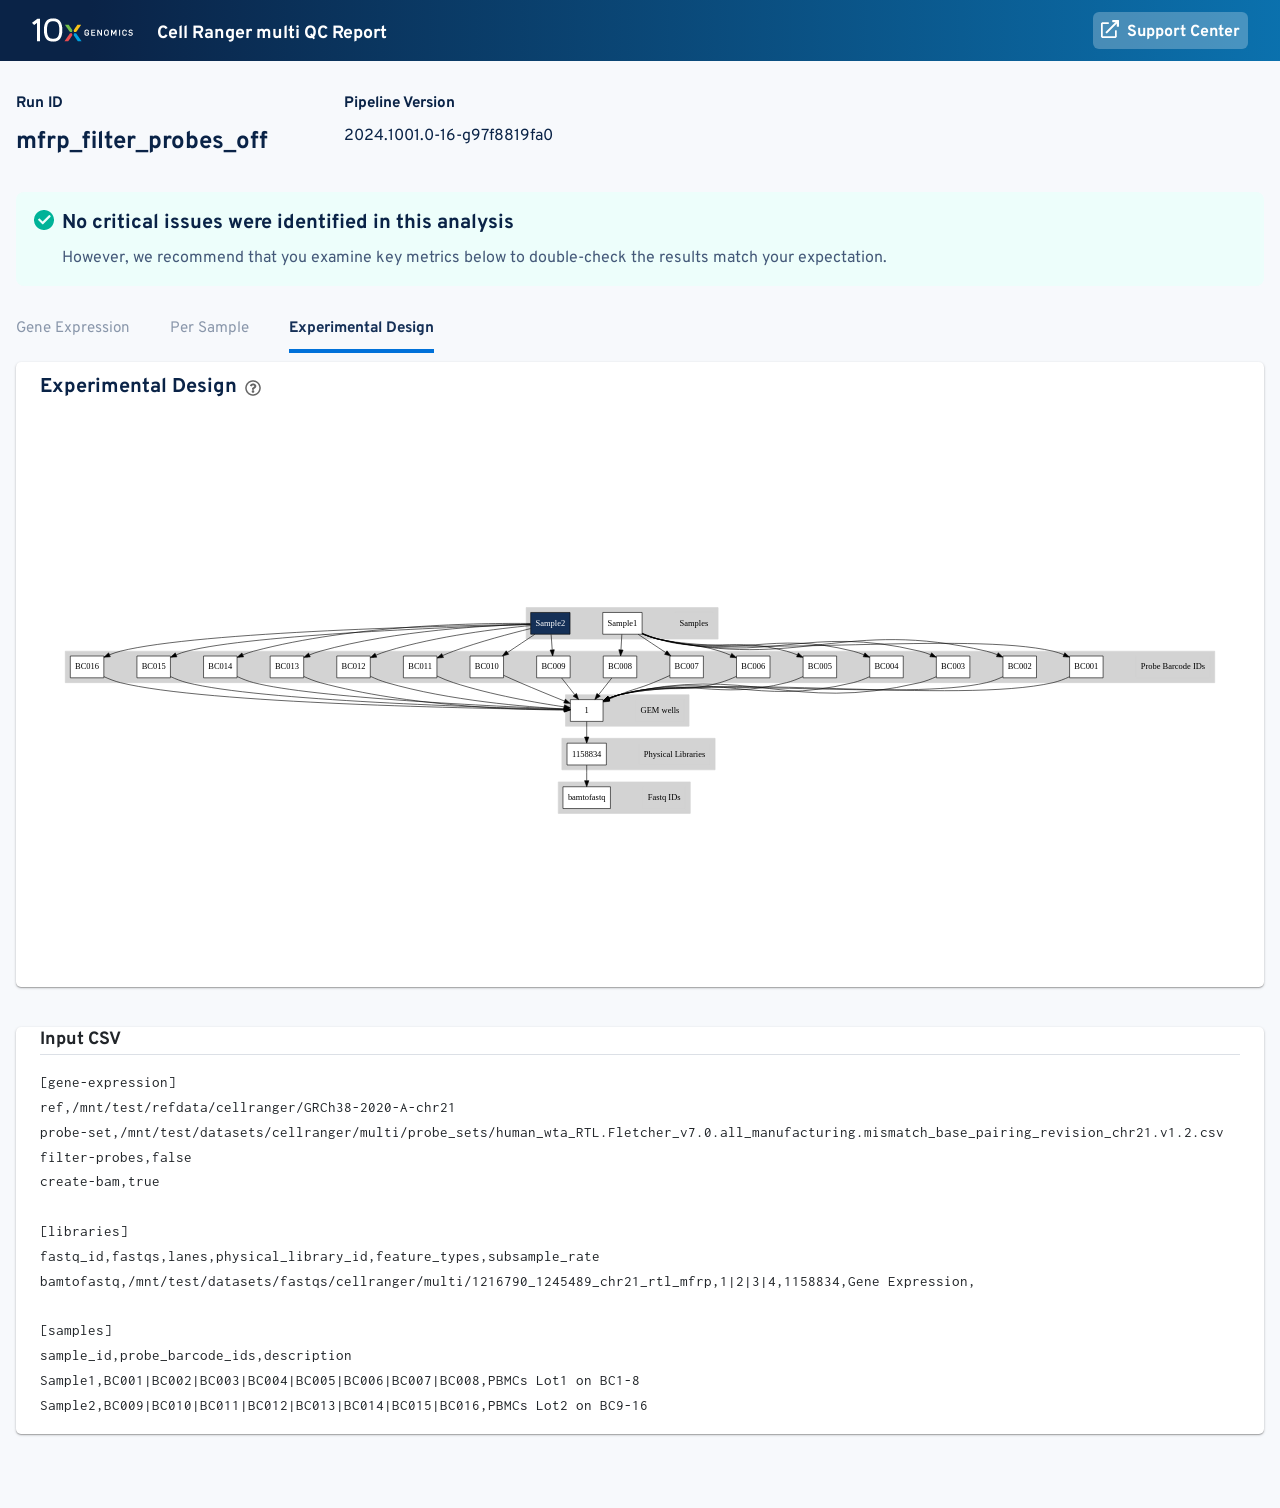 10x GENOMICS Cell Ranger multi QC Report Support Center
Run ID Pipeline Version
mfrp_filter_probes_off 2024.1001.0-16-g97f8819fa0
No critical issues were identified in this analysis
However, we recommend that you examine key metrics below to double-check the results match your expectation.
Gene Expression Per Sample Experimental Design
Experimental Design ?
Sample2 Sample1 Samples
BC016 BC015 BC014 BC013 BC012 BC011 BC010 BC009 BC008 BC007 BC006 BC005 BC004 BC003 BC002 BC001 Probe Barcode IDs
1 GEM wells
1158834 Physical Libraries
bamtofastq Fastq IDs
Input CSV
[gene-expression]
ref,/mnt/test/refdata/cellranger/GRCh38-2020-A-chr21
probe-set,/mnt/test/datasets/cellranger/multi/probe_sets/human_wta_RTL.Fletcher_v7.0.all_manufacturing.mismatch_base_pairing_revision_chr21.v1.2.csv
filter-probes,false
create-bam,true
[libraries]
fastq_id,fastqs,lanes,physical_library_id,feature_types,subsample_rate
bamtofastq,/mnt/test/datasets/fastqs/cellranger/multi/1216790_1245489_chr21_rtl_mfrp,1|2|3|4,1158834,Gene Expression,
[samples]
sample_id,probe_barcode_ids,description
Sample1,BC001|BC002|BC003|BC004|BC005|BC006|BC007|BC008,PBMCs Lot1 on BC1-8
Sample2,BC009|BC010|BC011|BC012|BC013|BC014|BC015|BC016,PBMCs Lot2 on BC9-16